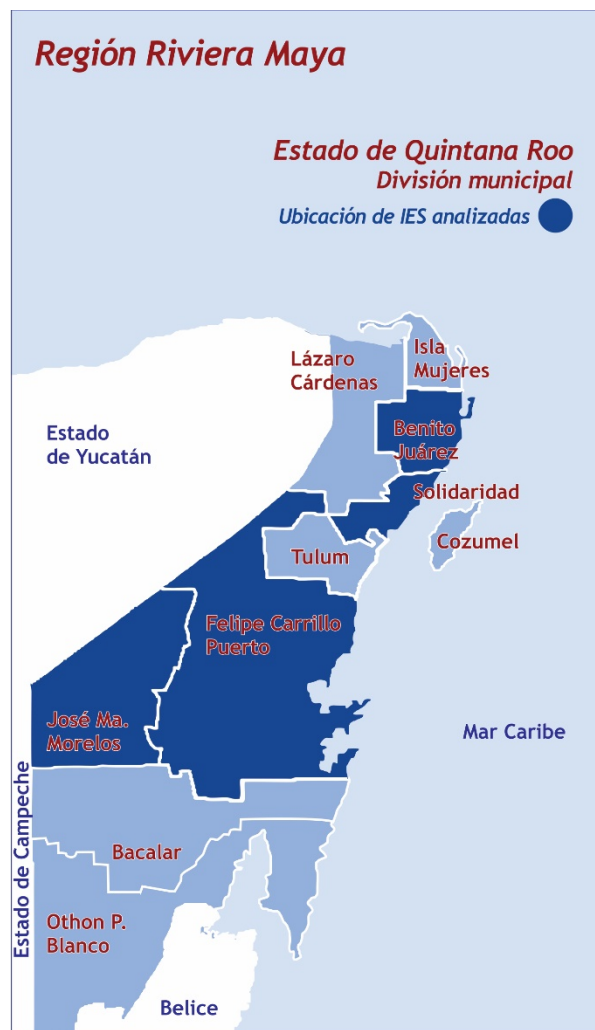 Región Riviera Maya
Estado de Quintana Roo
División municipal
Ubicación de IES analizadas
Isla
Mujeres
Lázaro
Cárdenas
Benito
Juárez
Estado
de Yucatán
Solidaridad
Cozumel
Tulum
Felipe Carrillo
Puerto
José Ma.
Morelos
Mar Caribe
Estado de Campeche
Bacalar
Othon P.
Blanco
Belice